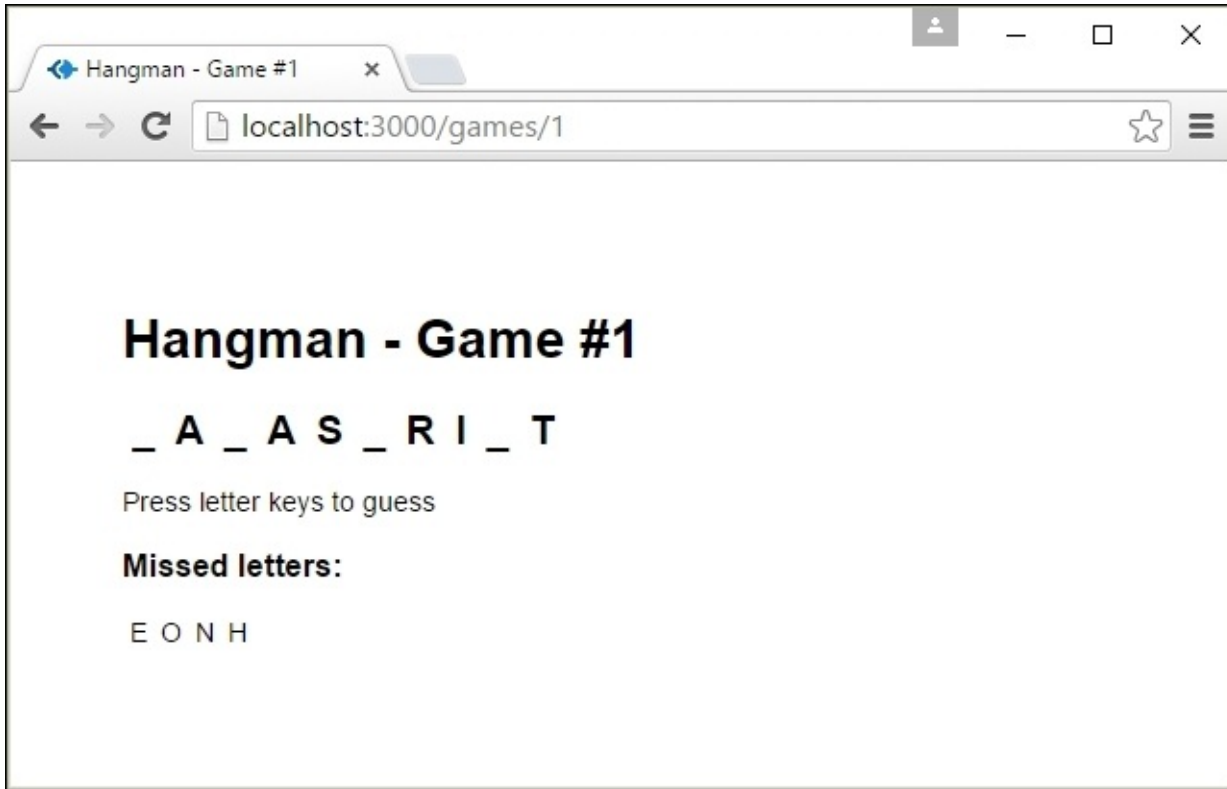 Hangman - Game #1
localhost:3000/games/1
Hangman - Game #1
_ A _ A S _ R I _ T
Press letter keys to guess
Missed letters:
E O N H